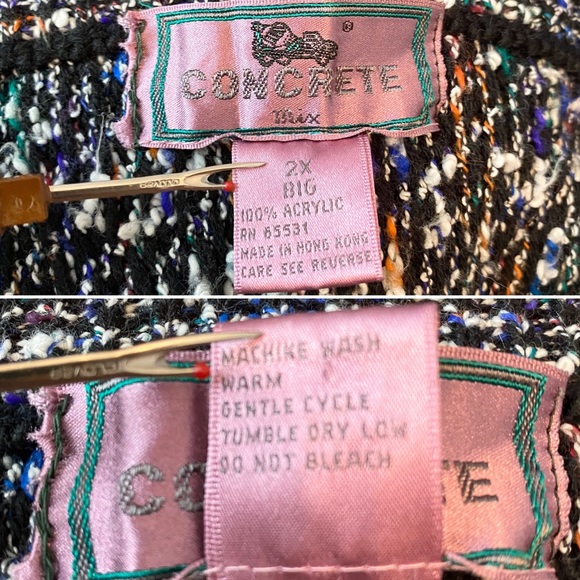 ®
CONCRETE
mix
2X
BIG
100% ACRYLIC
RN 65531
MADE IN HONG KONG
CARE SEE REVERSE
MACHINE WASH
WARM
GENTLE CYCLE
TUMBLE DRY LOW
DO NOT BLEACH
CO
TE